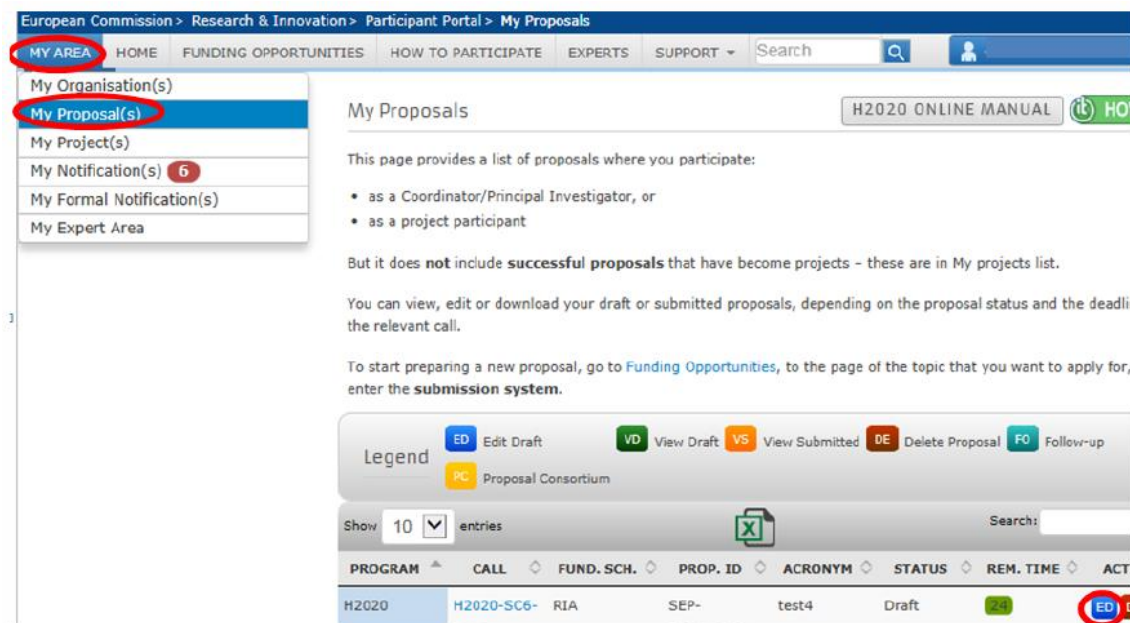 European Commission > Research & Innovation > Participant Portal > My Proposals
MY AREA HOME FUNDING OPPORTUNITIES HOW TO PARTICIPATE EXPERTS SUPPORT Search
My Organisation(s)
My Proposal(s)
My Project(s)
My Notification(s) 6
My Formal Notification(s)
My Expert Area
My Proposals H2020 ONLINE MANUAL it HO
This page provides a list of proposals where you participate:
• as a Coordinator/Principal Investigator, or
• as a project participant
But it does not include successful proposals that have become projects – these are in My projects list.
You can view, edit or download your draft or submitted proposals, depending on the proposal status and the deadli
the relevant call.
To start preparing a new proposal, go to Funding Opportunities, to the page of the topic that you want to apply for,
enter the submission system.
Legend
ED Edit Draft VD View Draft VS View Submitted DE Delete Proposal FO Follow-up
PC Proposal Consortium
Show 10 entries Search:
PROGRAM CALL FUND. SCH. PROP. ID ACRONYM STATUS REM. TIME ACT
H2020 H2020-SC6- RIA SEP- test4 Draft 24 ED